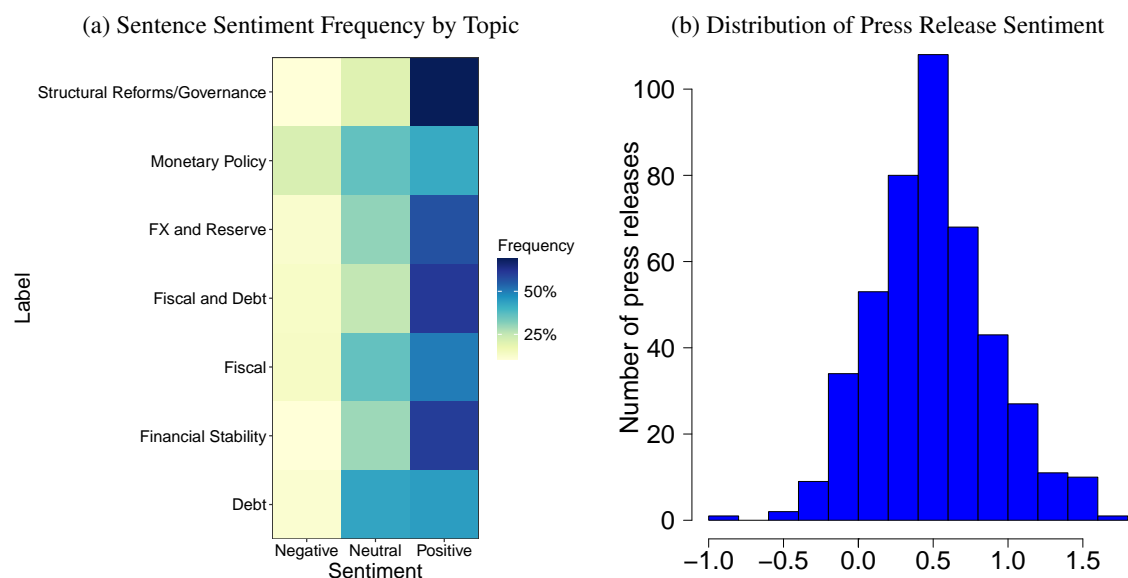 (a) Sentence Sentiment Frequency by Topic
Label
Structural Reforms/Governance
Monetary Policy
FX and Reserve
Fiscal and Debt
Fiscal
Financial Stability
Debt
Negative Neutral Positive
Sentiment
Frequency
50%
25%
(b) Distribution of Press Release Sentiment
Number of press releases
100
80
60
40
20
0
−1.0 −0.5 0.0 0.5 1.0 1.5